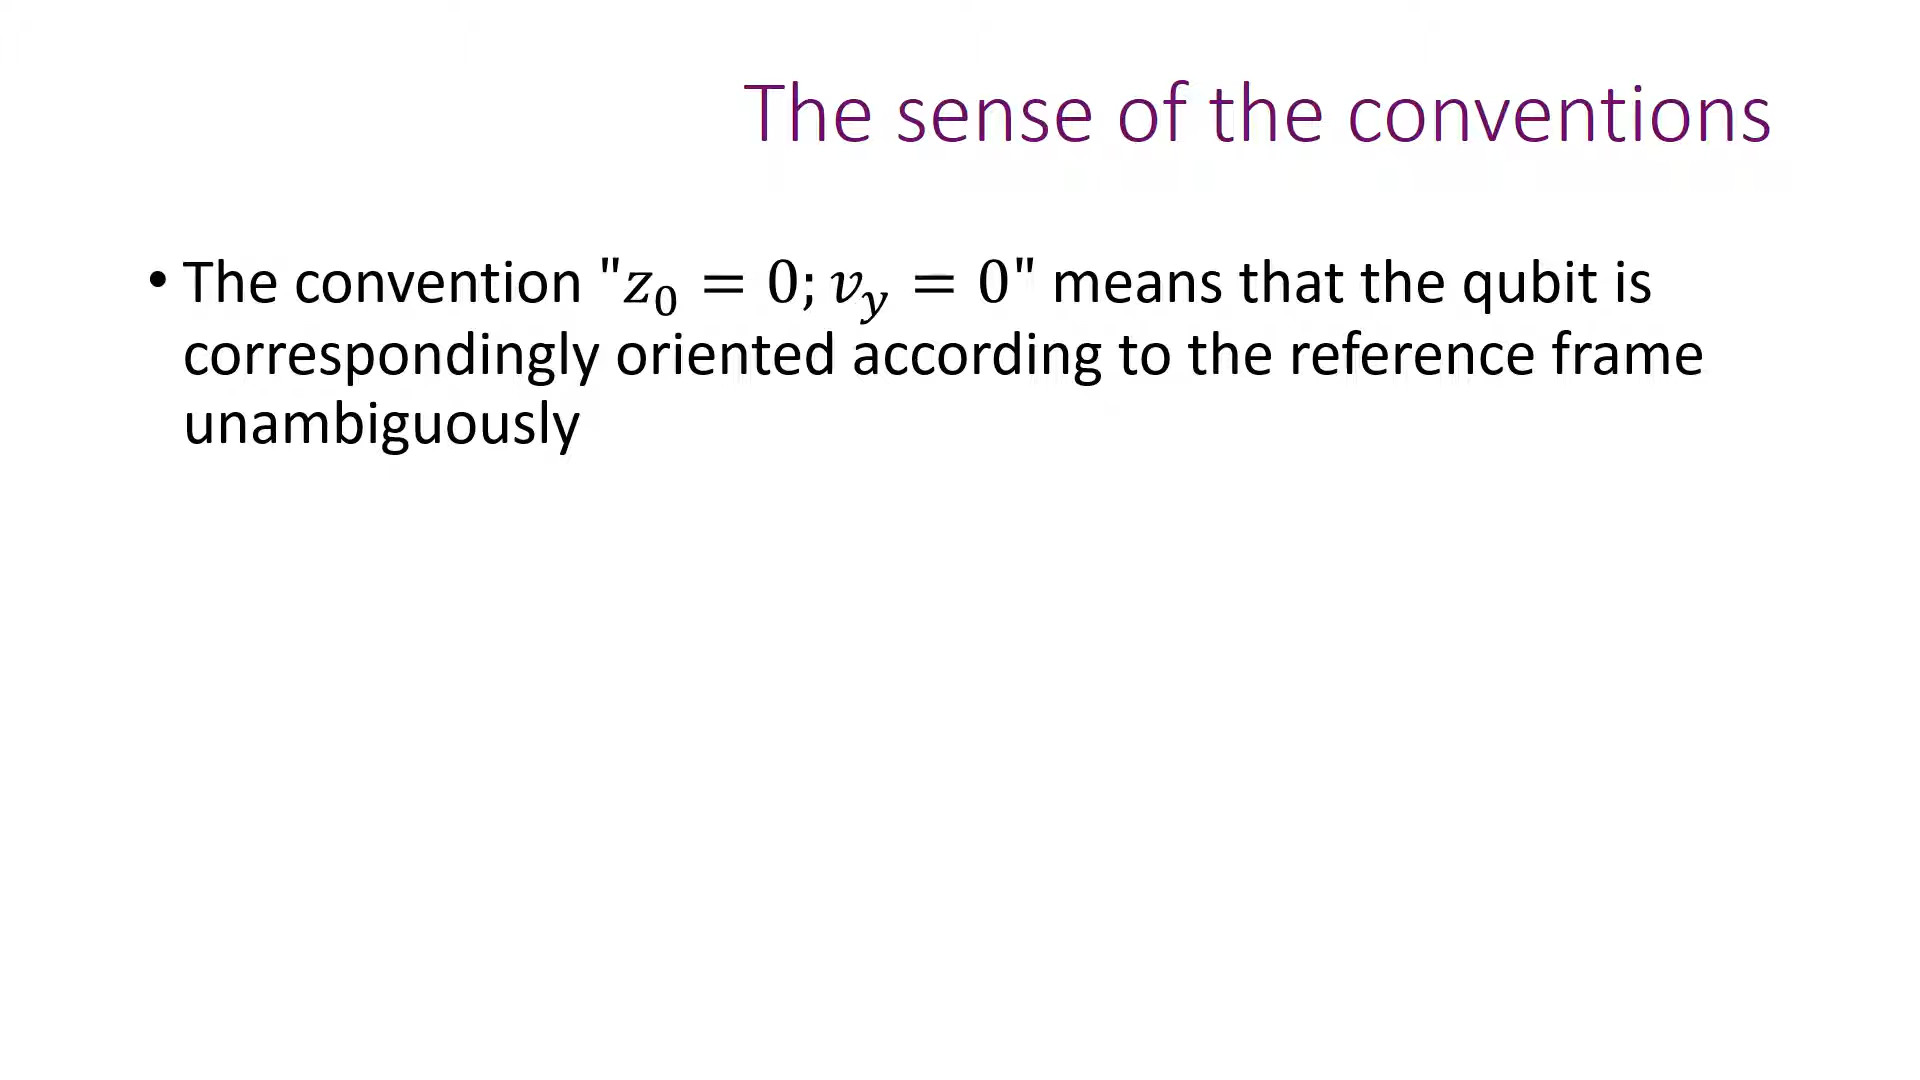 The sense of the conventions
• The convention "𝑧₀ = 0; 𝑣_𝑦 = 0" means that the qubit is
correspondingly oriented according to the reference frame
unambiguously